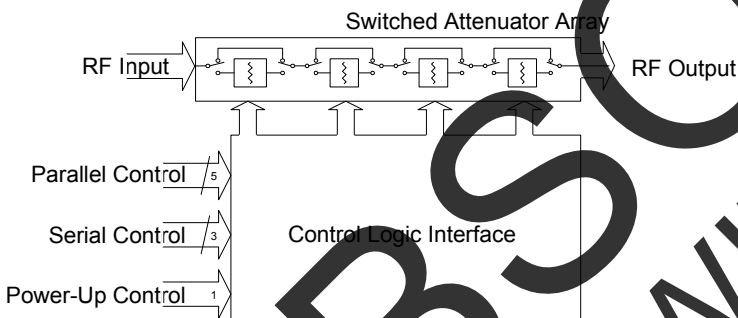 Switched Attenuator Array
RF Input
RF Output
Parallel Control 5
Serial Control 3
Control Logic Interface
Power-Up Control 1